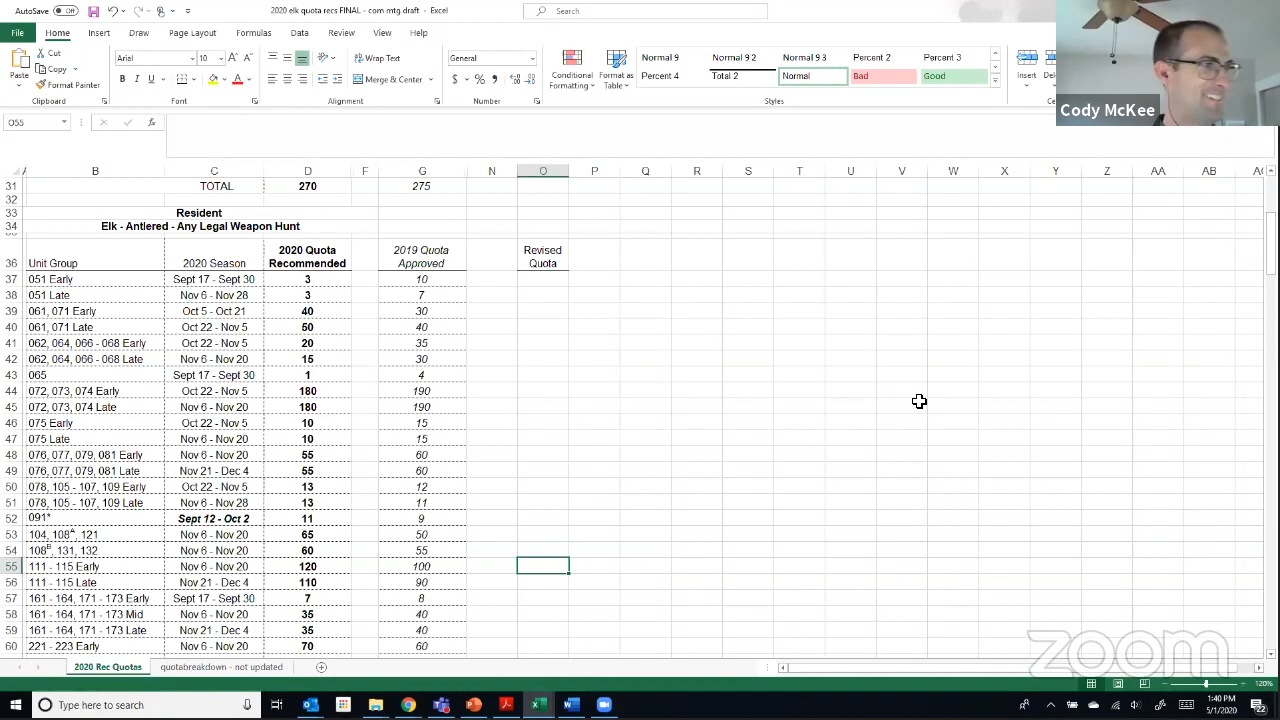 AutoSave Off
2020 elk quota recs FINAL - com mtg draft - Excel
Search
File Home Insert Draw Page Layout Formulas Data Review View Help
Paste
Cut
Copy
Format Painter
Clipboard
Arial 10
B I U
Font
Wrap Text
Merge & Center
Alignment
General
$ % ,
Number
Conditional Formatting
Format as Table
Normal 9 Normal 9 2 Normal 9 3 Percent 2 Percent 3
Percent 4 Total 2 Normal Bad Good
Styles
Insert
Cody McKee
O55
fx
B C D F G N O P Q R S T U V W X Y Z AA AB
31 TOTAL 270 275
32
33 Resident
34 Elk - Antlered - Any Legal Weapon Hunt
36 Unit Group 2020 Season 2020 Quota Recommended 2019 Quota Approved Revised Quota
37 051 Early Sept 17 - Sept 30 3 10
38 051 Late Nov 6 - Nov 28 3 7
39 061, 071 Early Oct 5 - Oct 21 40 30
40 061, 071 Late Oct 22 - Nov 5 50 40
41 062, 064, 066 - 068 Early Oct 22 - Nov 5 20 35
42 062, 064, 066 - 068 Late Nov 6 - Nov 20 15 30
43 065 Sept 17 - Sept 30 1 4
44 072, 073, 074 Early Oct 22 - Nov 5 180 190
45 072, 073, 074 Late Nov 6 - Nov 20 180 190
46 075 Early Oct 22 - Nov 5 10 15
47 075 Late Nov 6 - Nov 20 10 15
48 076, 077, 079, 081 Early Nov 6 - Nov 20 55 60
49 076, 077, 079, 081 Late Nov 21 - Dec 4 55 60
50 078, 105 - 107, 109 Early Oct 22 - Nov 5 13 12
51 078, 105 - 107, 109 Late Nov 6 - Nov 28 13 11
52 091* Sept 12 - Oct 2 11 9
53 104, 108A, 121 Nov 6 - Nov 20 65 50
54 108B, 131, 132 Nov 6 - Nov 20 60 55
55 111 - 115 Early Nov 6 - Nov 20 120 100
56 111 - 115 Late Nov 21 - Dec 4 110 90
57 161 - 164, 171 - 173 Early Sept 17 - Sept 30 7 8
58 161 - 164, 171 - 173 Mid Nov 6 - Nov 20 35 40
59 161 - 164, 171 - 173 Late Nov 21 - Dec 4 35 40
60 221 - 223 Early Nov 6 - Nov 20 70 60
zoom
2020 Rec Quotas quotabreakdown - not updated
120%
Type here to search
1:40 PM
5/1/2020
22